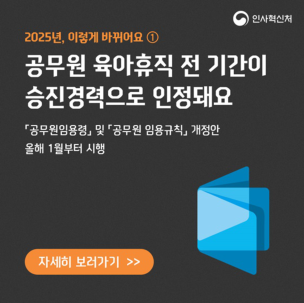 인사혁신처
2025년, 이렇게 바뀌어요 ①
공무원 육아휴직 전 기간이
승진경력으로 인정돼요
「공무원임용령」 및 「공무원 임용규칙」 개정안
올해 1월부터 시행
자세히 보러가기 >>